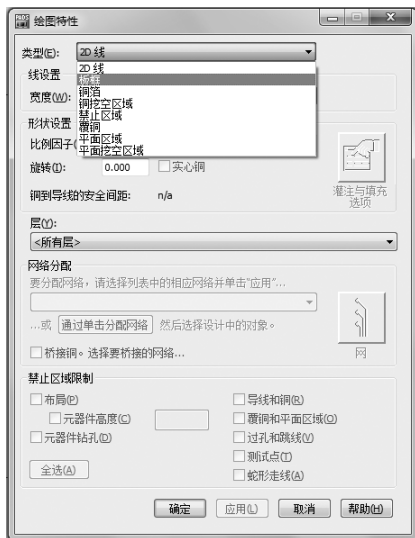 绘图特性
类型(E): 2D 线
2D 线
板框
铜箔
铜挖空区域
禁止区域
覆铜
平面区域
平面挖空区域
线设置
宽度(W):
形状设置
比例因子(
旋转(I): 0.000 实心铜
铜到导线的安全间距: n/a
灌注与填充
选项
层(Y):
<所有层>
网络分配
要分配网络，请选择列表中的相应网络并单击“应用”...
...或 通过单击分配网络 然后选择设计中的对象。
桥接铜。选择要桥接的网络...
网
禁止区域限制
布局(P) 导线和铜(R)
元器件高度(C) 覆铜和平面区域(O)
元器件钻孔(D) 过孔和跳线(V)
测试点(T)
全选(A) 蛇形走线(A)
确定 应用(L) 取消 帮助(H)